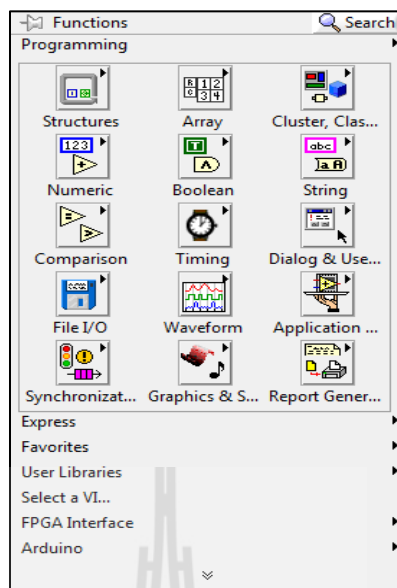 Functions
Search
Programming
Structures
Array
Cluster, Clas...
123
T
abc
a A
Numeric
Boolean
String
Comparison
Timing
Dialog & Use...
File I/O
Waveform
Application ...
Synchronizat...
Graphics & S...
Report Gener...
Express
Favorites
User Libraries
Select a VI...
FPGA Interface
Arduino